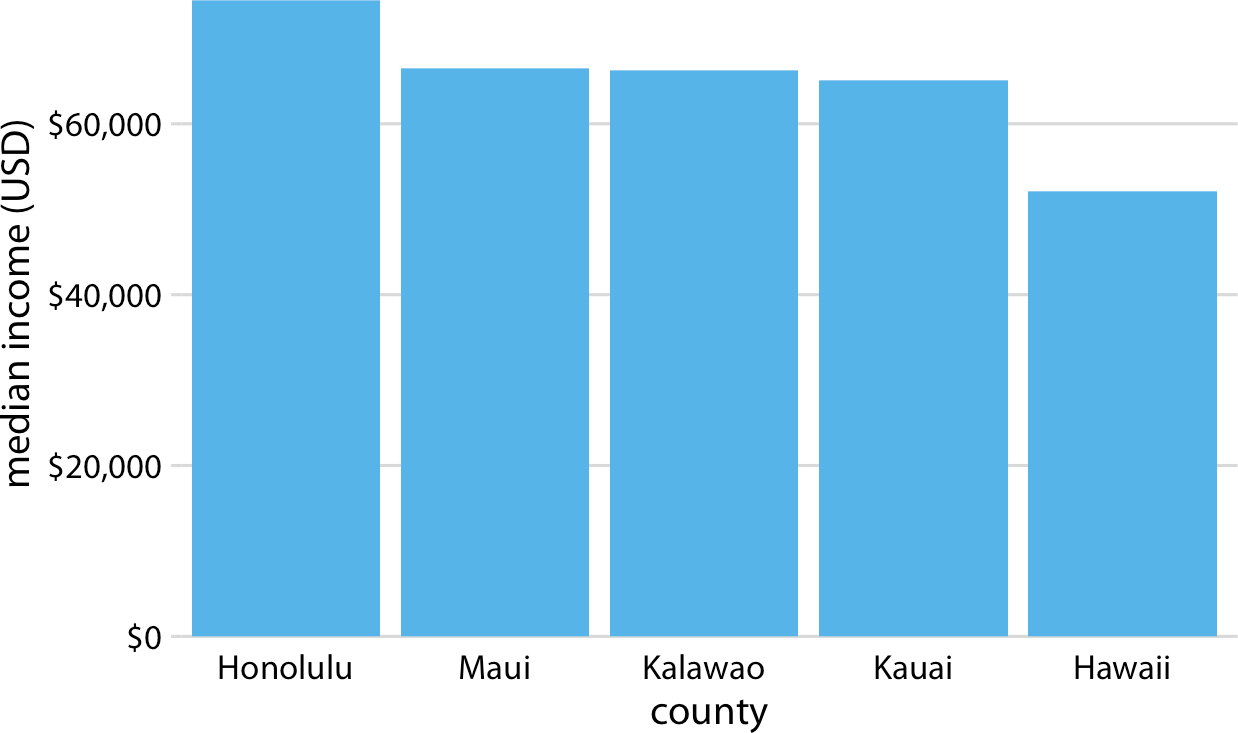 median income (USD)
$60,000
$40,000
$20,000
$0
Honolulu Maui Kalawao Kauai Hawaii
county